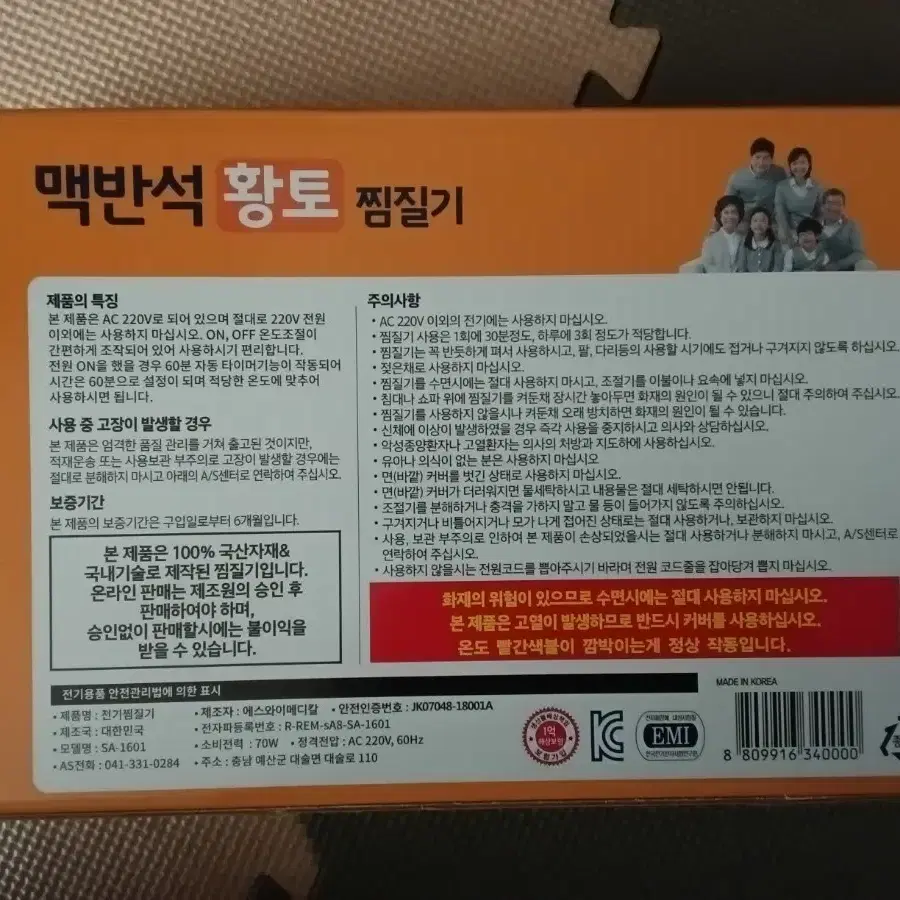 맥반석 황토 찜질기
제품의 특징
본 제품은 AC 220V로 되어 있으며 절대로 220V 전원
이외에는 사용하지 마십시오. ON, OFF 온도조절이
간편하게 조작되어 있어 사용하시기 편리합니다.
전원 ON을 했을 경우 60분 자동 타이머기능이 작동되어
시간은 60분으로 설정이 되며 적당한 온도에 맞추어
사용하시면 됩니다.
사용 중 고장이 발생할 경우
본 제품은 엄격한 품질 관리를 거쳐 출고된 것이지만,
적재운송 또는 사용보관 부주의로 고장이 발생할 경우에는
절대로 분해하지 마시고 아래의 A/S센터로 연락하여 주십시오.
보증기간
본 제품의 보증기간은 구입일로부터 6개월입니다.
본 제품은 100% 국산자재&
국내기술로 제작된 찜질기입니다.
온라인 판매는 제조원의 승인 후
판매하여야 하며,
승인없이 판매할시에는 불이익을
받을 수 있습니다.
주의사항
• AC 220V 이외의 전기에는 사용하지 마십시오.
• 찜질기 사용은 1회에 30분정도, 하루에 3회 정도가 적당합니다.
• 찜질기는 꼭 반듯하게 펴서 사용하시고, 팔, 다리등의 사용할 시기에도 접거나 구겨지지 않도록 하십시오.
• 젖은채로 사용하지 마십시오.
• 찜질기를 수면시에는 절대 사용하지 마시고, 조절기를 이불이나 요속에 넣지 마십시오.
• 침대나 쇼파 위에 찜질기를 켜둔채 장시간 놓아두면 화재의 원인이 될 수 있으니 절대 주의하여 주십시오.
• 찜질기를 사용하지 않을시나 켜둔채 오래 방치하면 화재의 원인이 될 수 있습니다.
• 신체에 이상이 발생하였을 경우 즉각 사용을 중지하시고 의사와 상담하십시오.
• 악성종양환자나 고열환자는 의사의 처방과 지도하에 사용하십시오.
• 유아나 의식이 없는 분은 사용하지 마십시오
• 면(바깥) 커버를 벗긴 상태로 사용하지 마십시오.
• 면(바깥) 커버가 더러워지면 물세탁하시고 내용물은 절대 세탁하시면 안됩니다.
• 조절기를 분해하거나 충격을 가하지 말고 물 등이 들어가지 않도록 주의하십시오.
• 구겨지거나 비틀어지거나 모가 나게 접어진 상태로는 절대 사용하거나, 보관하지 마십시오.
• 사용, 보관 부주의로 인하여 본 제품이 손상되었을시는 절대 사용하거나 분해하지 마시고, A/S센터로
연락하여 주십시오.
• 사용하지 않을시는 전원코드를 뽑아주시기 바라며 전원 코드줄을 잡아당겨 뽑지 마십시오.
화재의 위험이 있으므로 수면시에는 절대 사용하지 마십시오.
본 제품은 고열이 발생하므로 반드시 커버를 사용하십시오.
온도 빨간색불이 깜박이는게 정상 작동입니다.
전기용품 안전관리법에 의한 표시
• 제품명 : 전기찜질기
• 제조국 : 대한민국
• 모델명 : SA-1601
• AS전화 : 041-331-0284
• 제조자 : 에스와이메디칼 • 안전인증번호 : JK07048-18001A
• 전자파등록번호 : R-REM-sA8-SA-1601
• 소비전력 : 70W • 정격전압 : AC 220V, 60Hz
• 주소 : 충남 예산군 대술면 대술로 110
1억
배상보험
보험가입
KC
EMI
MADE IN KOREA
8 809916 340000